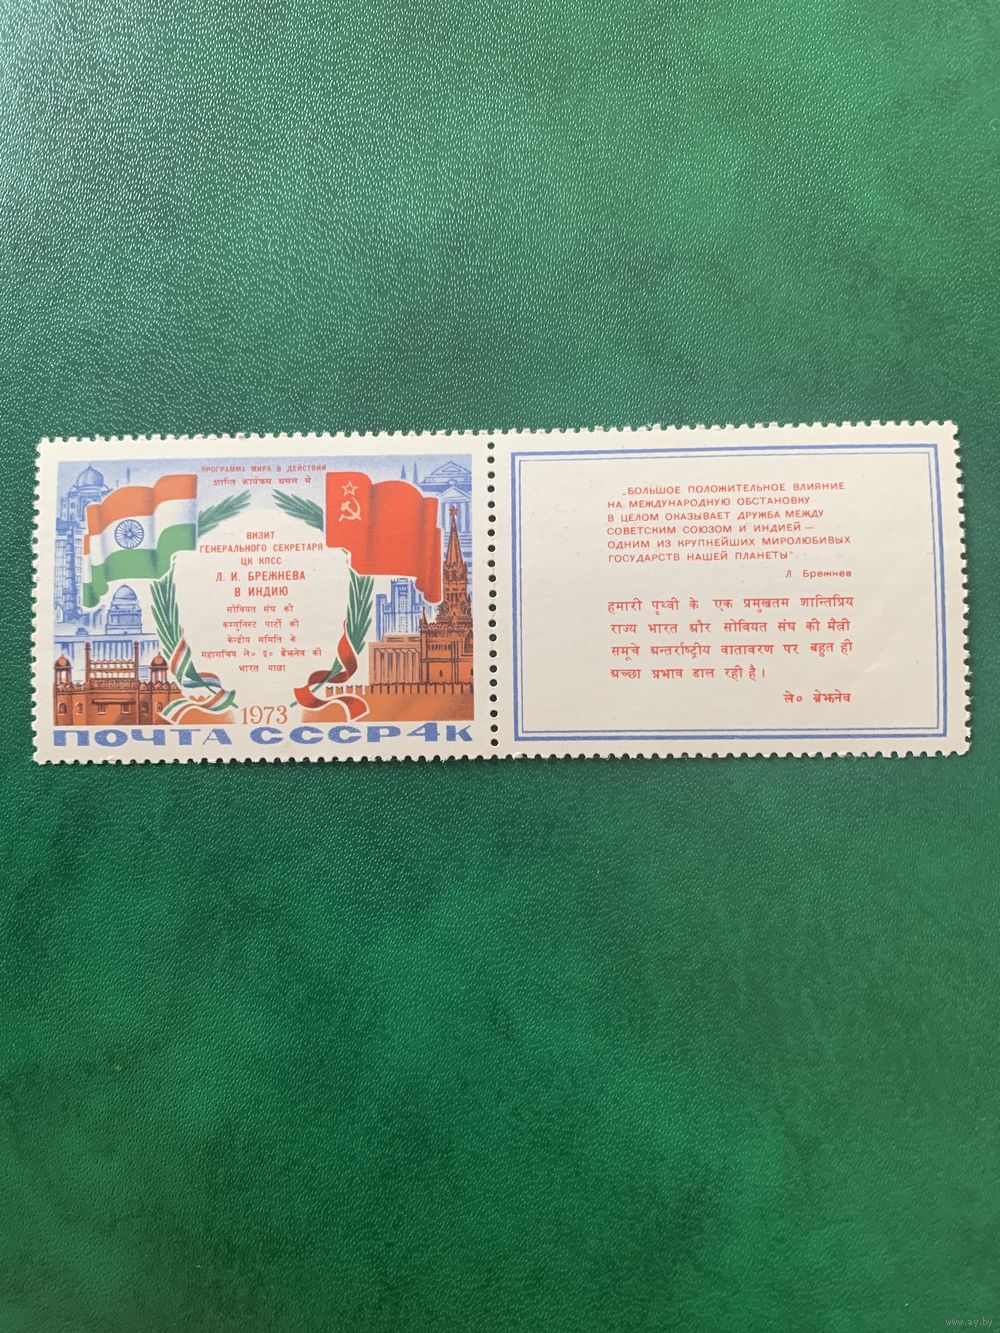 ПРОГРАММА МИРА В ДЕЙСТВИИ
शान्ति कार्यक्रम अमल में
ВИЗИТ
ГЕНЕРАЛЬНОГО СЕКРЕТАРЯ
ЦК КПСС
Л. И. БРЕЖНЕВА
В ИНДИЮ
सोवियत संघ की
कम्युनिस्ट पार्टी की
केन्द्रीय समिति के
महासचिव ले० इ० ब्रेझनेव की
भारत यात्रा
1973
ПОЧТА СССР 4К
„БОЛЬШОЕ ПОЛОЖИТЕЛЬНОЕ ВЛИЯНИЕ
НА МЕЖДУНАРОДНУЮ ОБСТАНОВКУ
В ЦЕЛОМ ОКАЗЫВАЕТ ДРУЖБА МЕЖДУ
СОВЕТСКИМ СОЮЗОМ И ИНДИЕЙ —
ОДНИМ ИЗ КРУПНЕЙШИХ МИРОЛЮБИВЫХ
ГОСУДАРСТВ НАШЕЙ ПЛАНЕТЫ".
Л. Брежнев
हमारी पृथ्वी के एक प्रमुखतम शान्तिप्रिय
राज्य भारत और सोवियत संघ की मैत्री
समूचे अन्तर्राष्ट्रीय वातावरण पर बहुत ही
अच्छा प्रभाव डाल रही है।
ले० ब्रेझनेव
www.ay.by